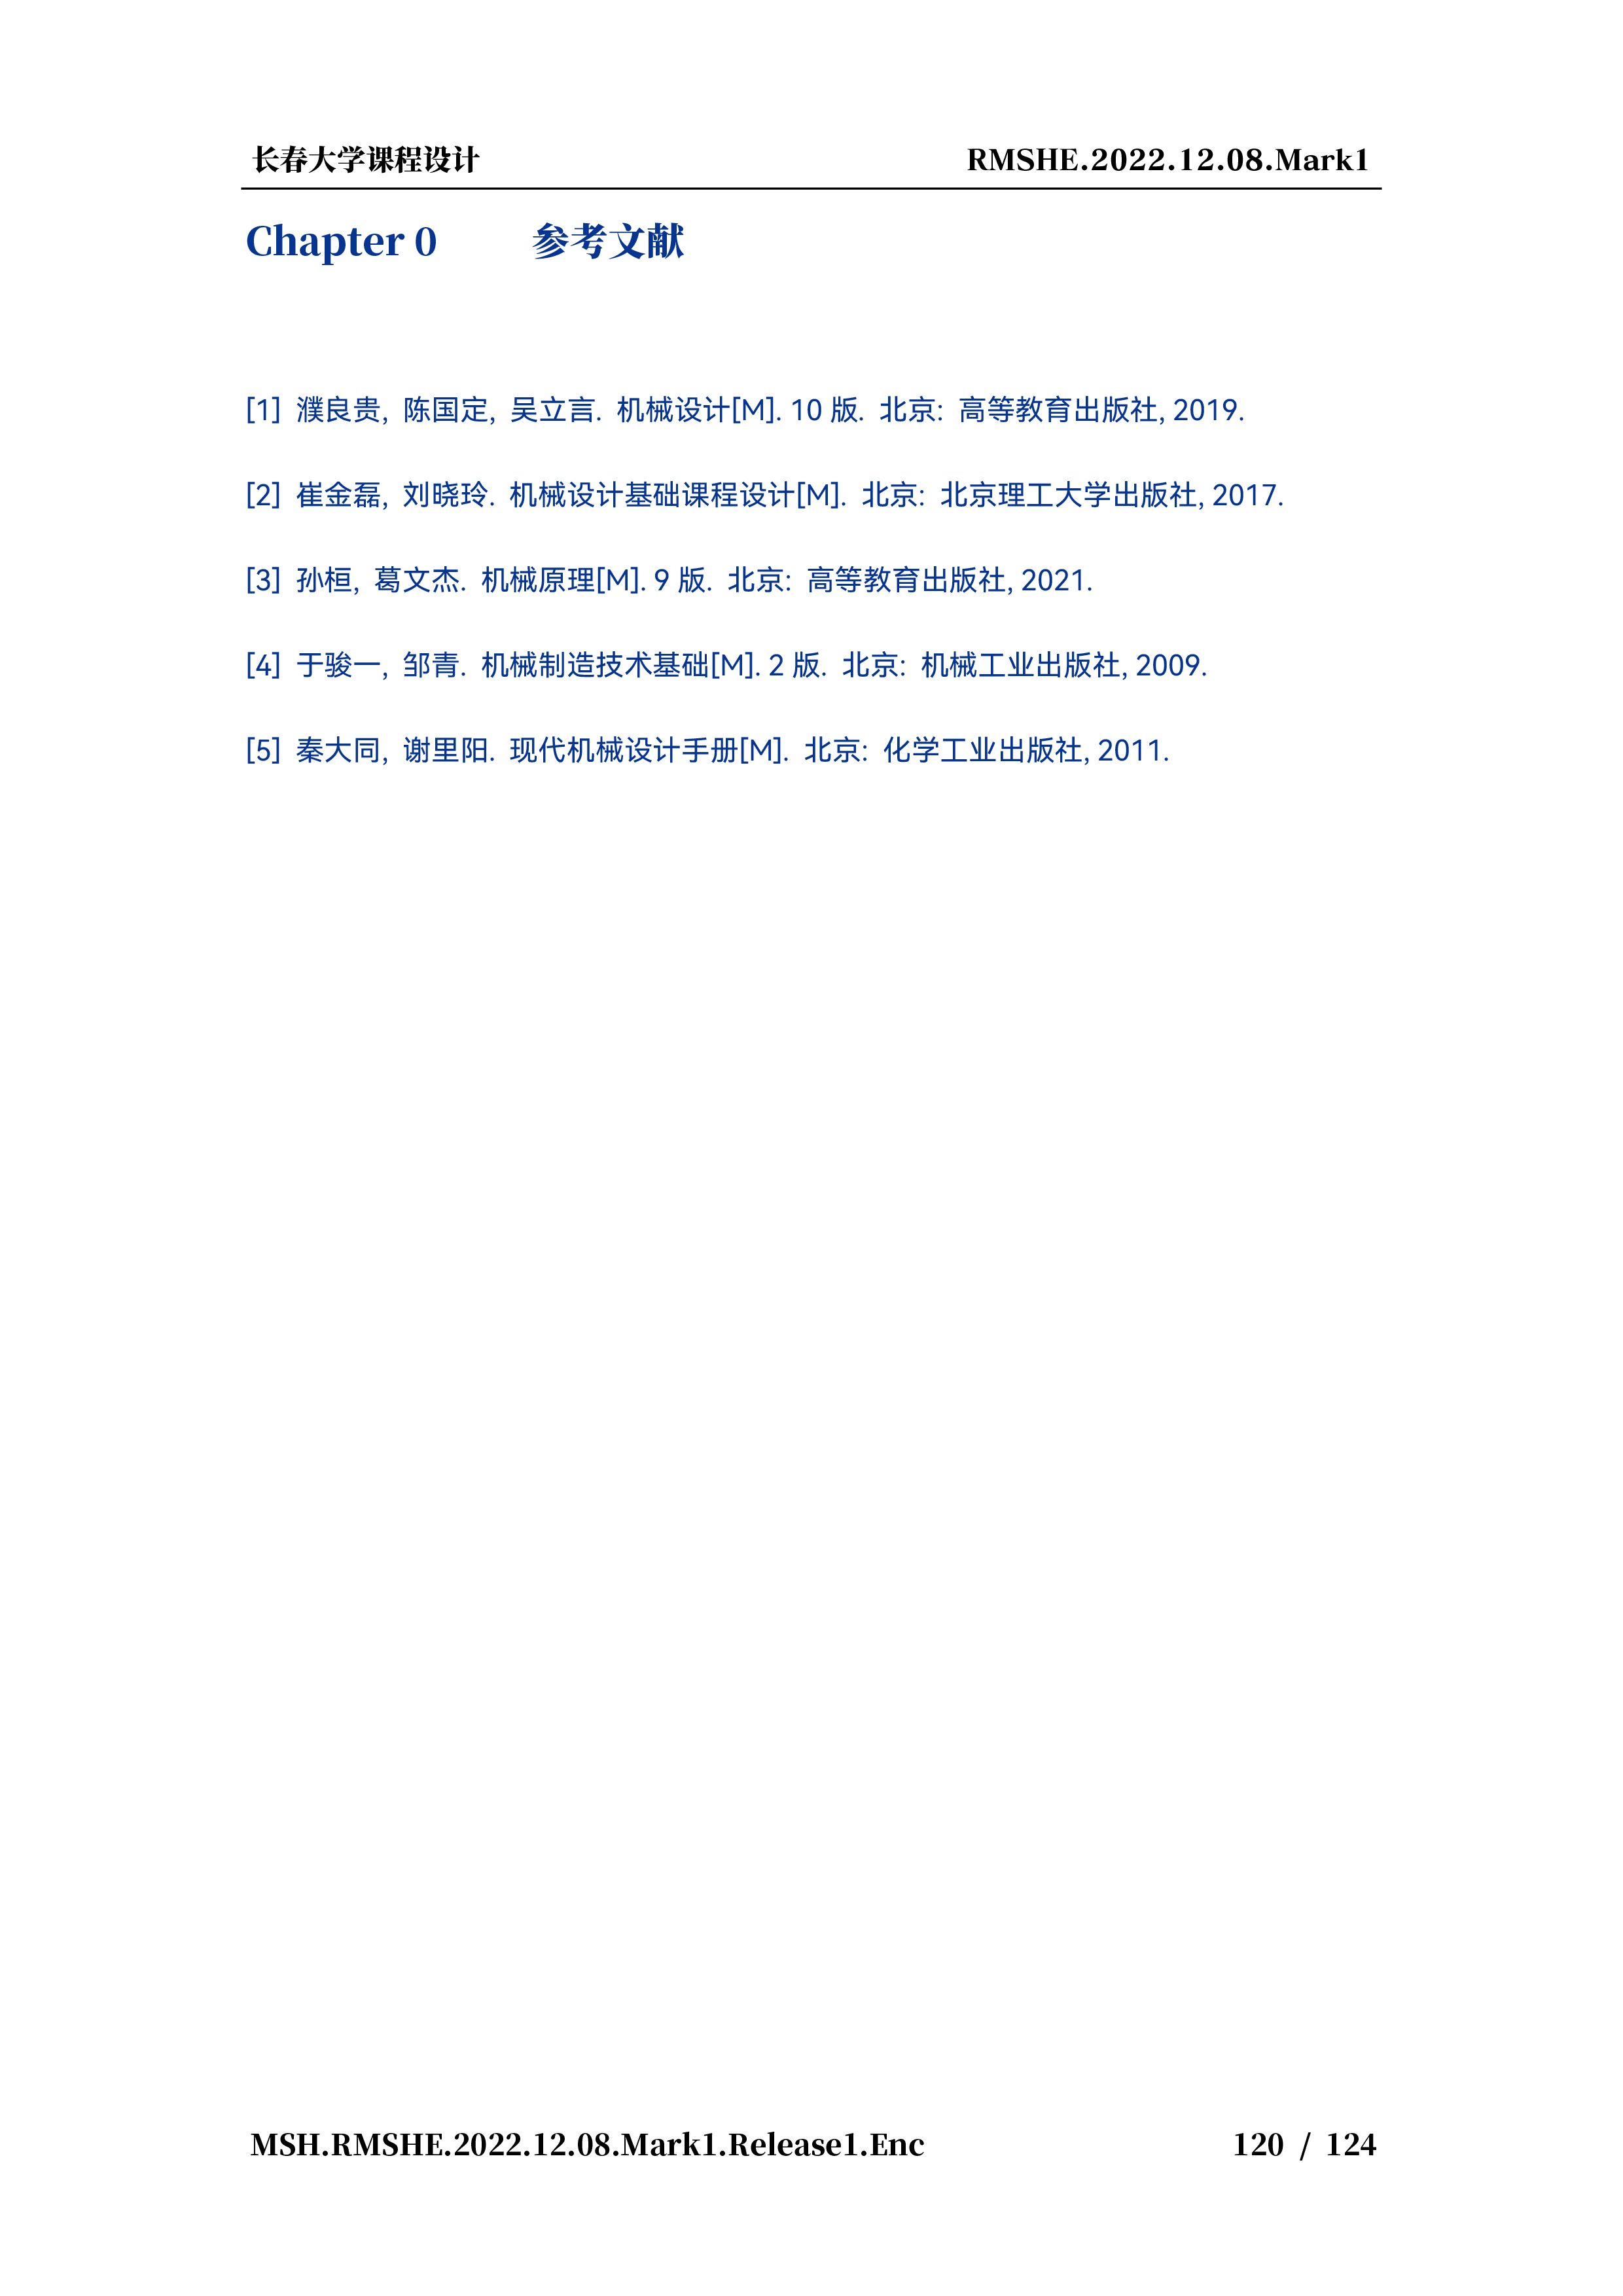 长春大学课程设计 RMSHE.2022.12.08.Mark1
Chapter 0 参考文献
[1] 濮良贵, 陈国定, 吴立言. 机械设计[M]. 10 版. 北京: 高等教育出版社, 2019.
[2] 崔金磊, 刘晓玲. 机械设计基础课程设计[M]. 北京: 北京理工大学出版社, 2017.
[3] 孙桓, 葛文杰. 机械原理[M]. 9 版. 北京: 高等教育出版社, 2021.
[4] 于骏一, 邹青. 机械制造技术基础[M]. 2 版. 北京: 机械工业出版社, 2009.
[5] 秦大同, 谢里阳. 现代机械设计手册[M]. 北京: 化学工业出版社, 2011.
MSH.RMSHE.2022.12.08.Mark1.Release1.Enc 120 / 124